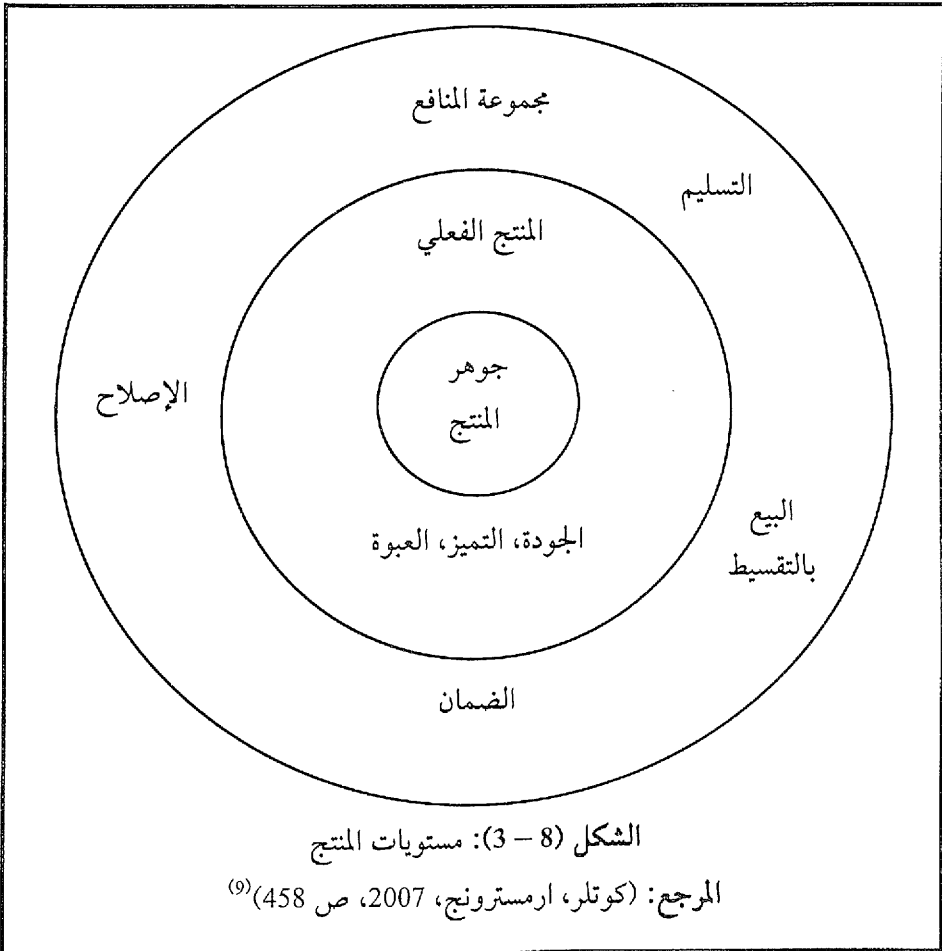 مجموعة المنافع
التسليم
المنتج الفعلي
جوهر
المنتج
الإصلاح
البيع
بالتقسيط
الجودة، التميز، العبوة
الضمان
الشكل (8 – 3): مستويات المنتج
المرجع: (كوتلر، ارمسترونج، 2007، ص 458)(9)